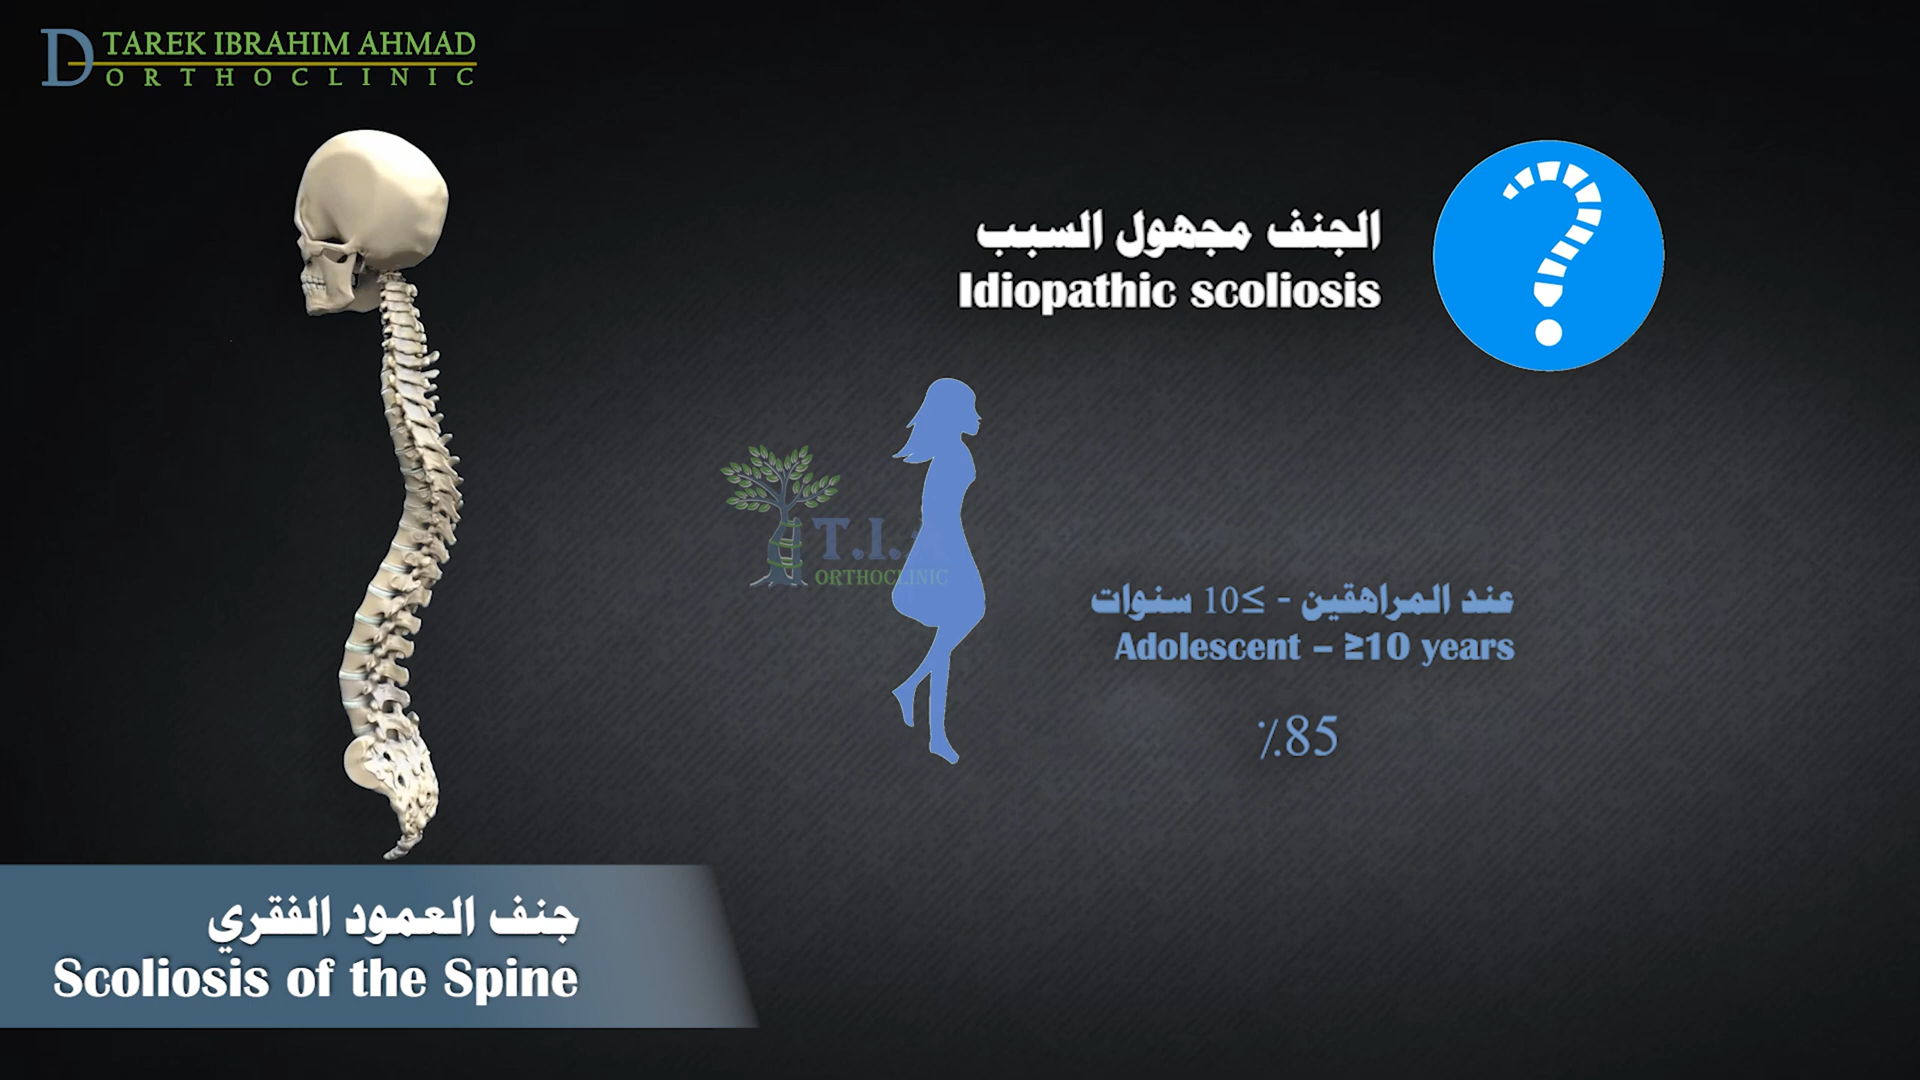 D TAREK IBRAHIM AHMAD
ORTHOCLINIC
الجنف مجهول السبب
Idiopathic scoliosis
T.I.
ORTHOCLINIC
عند المراهقين - ≥10 سنوات
Adolescent – ≥10 years
٪85
جنف العمود الفقري
Scoliosis of the Spine